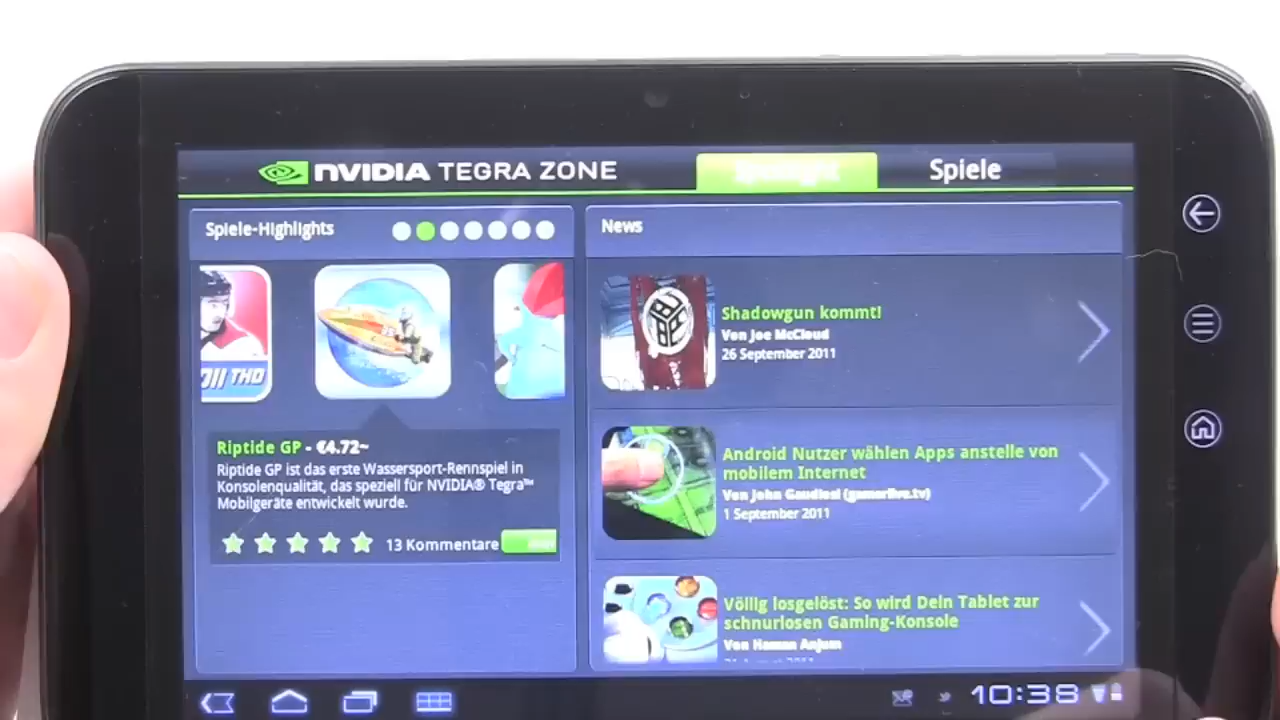 NVIDIA TEGRA ZONE
Spiele
Spiele-Highlights
Riptide GP - €4.72~
Riptide GP ist das erste Wassersport-Rennspiel in
Konsolenqualität, das speziell für NVIDIA® Tegra™
Mobilgeräte entwickelt wurde.
13 Kommentare
News
Shadowgun kommt!
Von Joe McCloud
26 September 2011
Android Nutzer wählen Apps anstelle von
mobilem Internet
Von John Gaudiosi (gamerlive.tv)
1 September 2011
Völlig losgelöst: So wird Dein Tablet zur
schnurlosen Gaming-Konsole
Von Haman Anjum
10:38